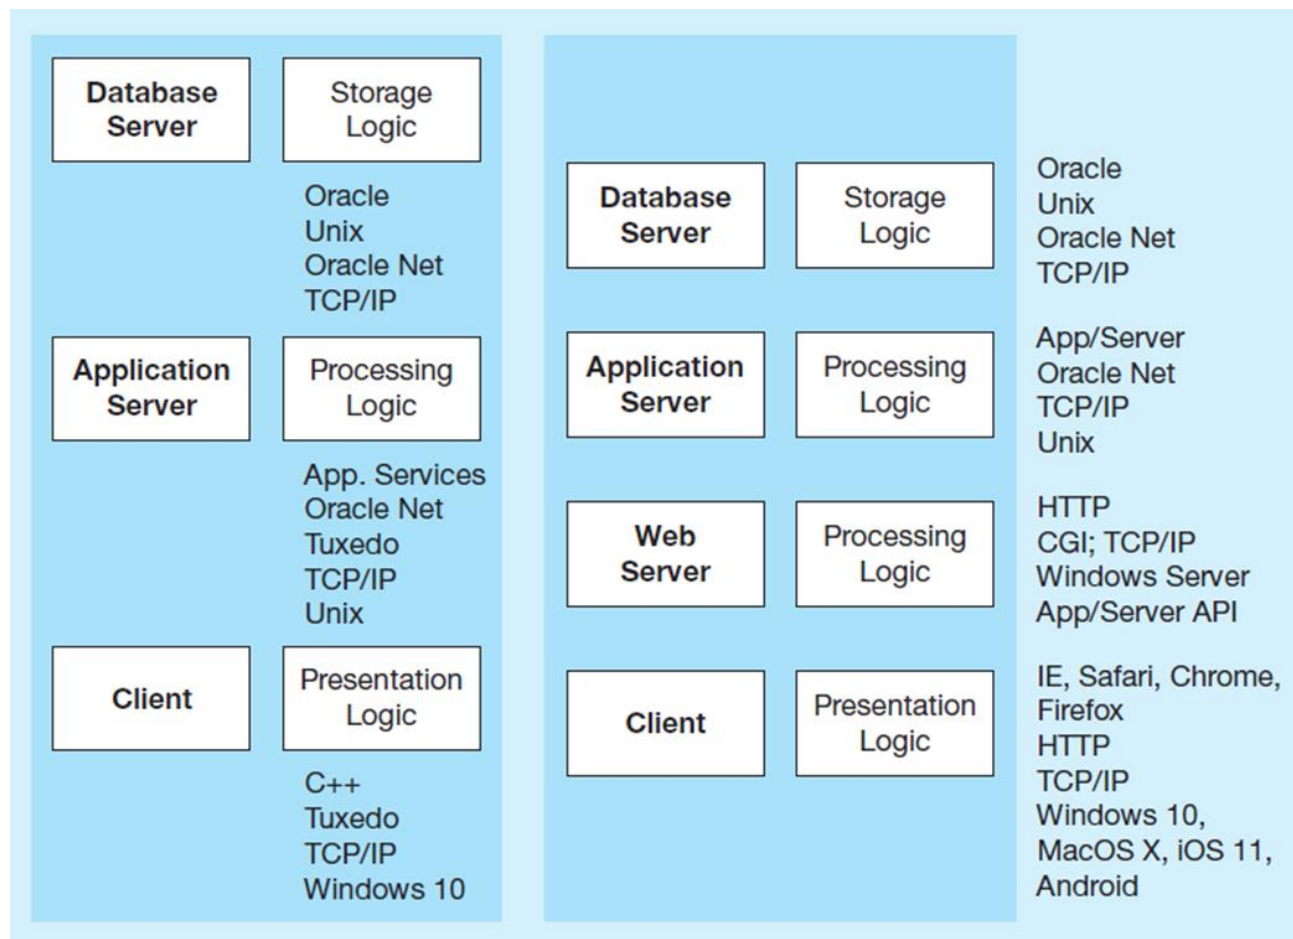 Database
Server
Storage
Logic
Oracle
Unix
Oracle Net
TCP/IP
Application
Server
Processing
Logic
App. Services
Oracle Net
Tuxedo
TCP/IP
Unix
Client
Presentation
Logic
C++
Tuxedo
TCP/IP
Windows 10
Database
Server
Storage
Logic
Oracle
Unix
Oracle Net
TCP/IP
Application
Server
Processing
Logic
App/Server
Oracle Net
TCP/IP
Unix
Web
Server
Processing
Logic
HTTP
CGI; TCP/IP
Windows Server
App/Server API
Client
Presentation
Logic
IE, Safari, Chrome,
Firefox
HTTP
TCP/IP
Windows 10,
MacOS X, iOS 11,
Android